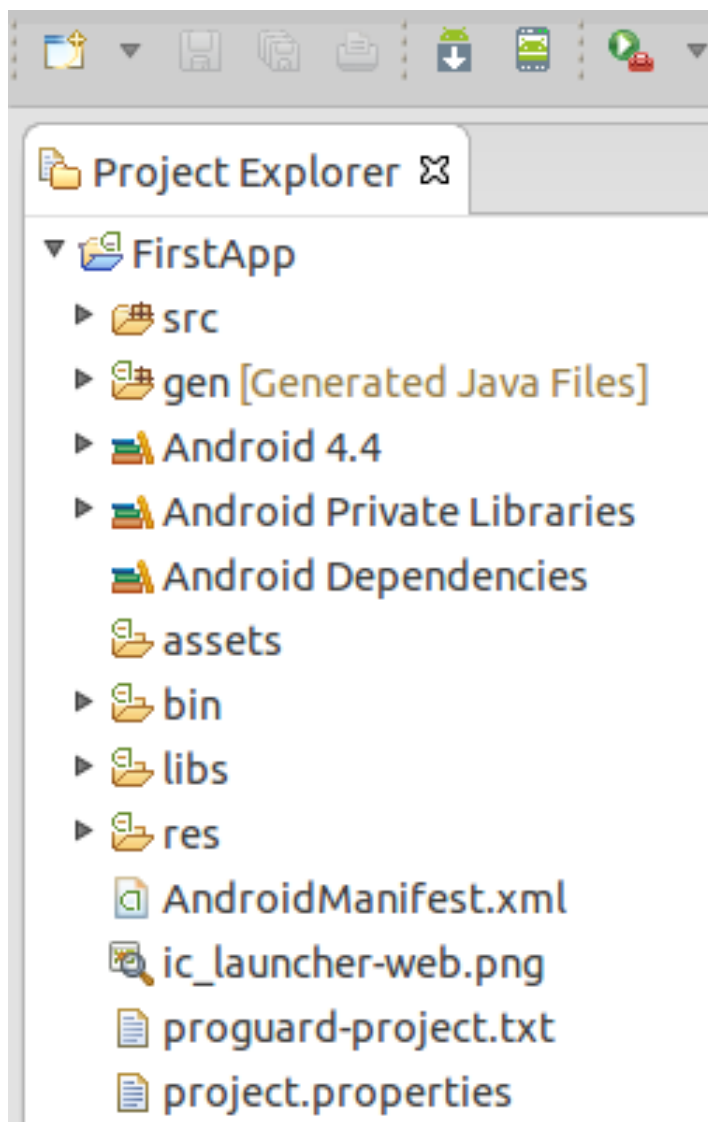 Project Explorer
FirstApp
src
gen [Generated Java Files]
Android 4.4
Android Private Libraries
Android Dependencies
assets
bin
libs
res
AndroidManifest.xml
ic_launcher-web.png
proguard-project.txt
project.properties